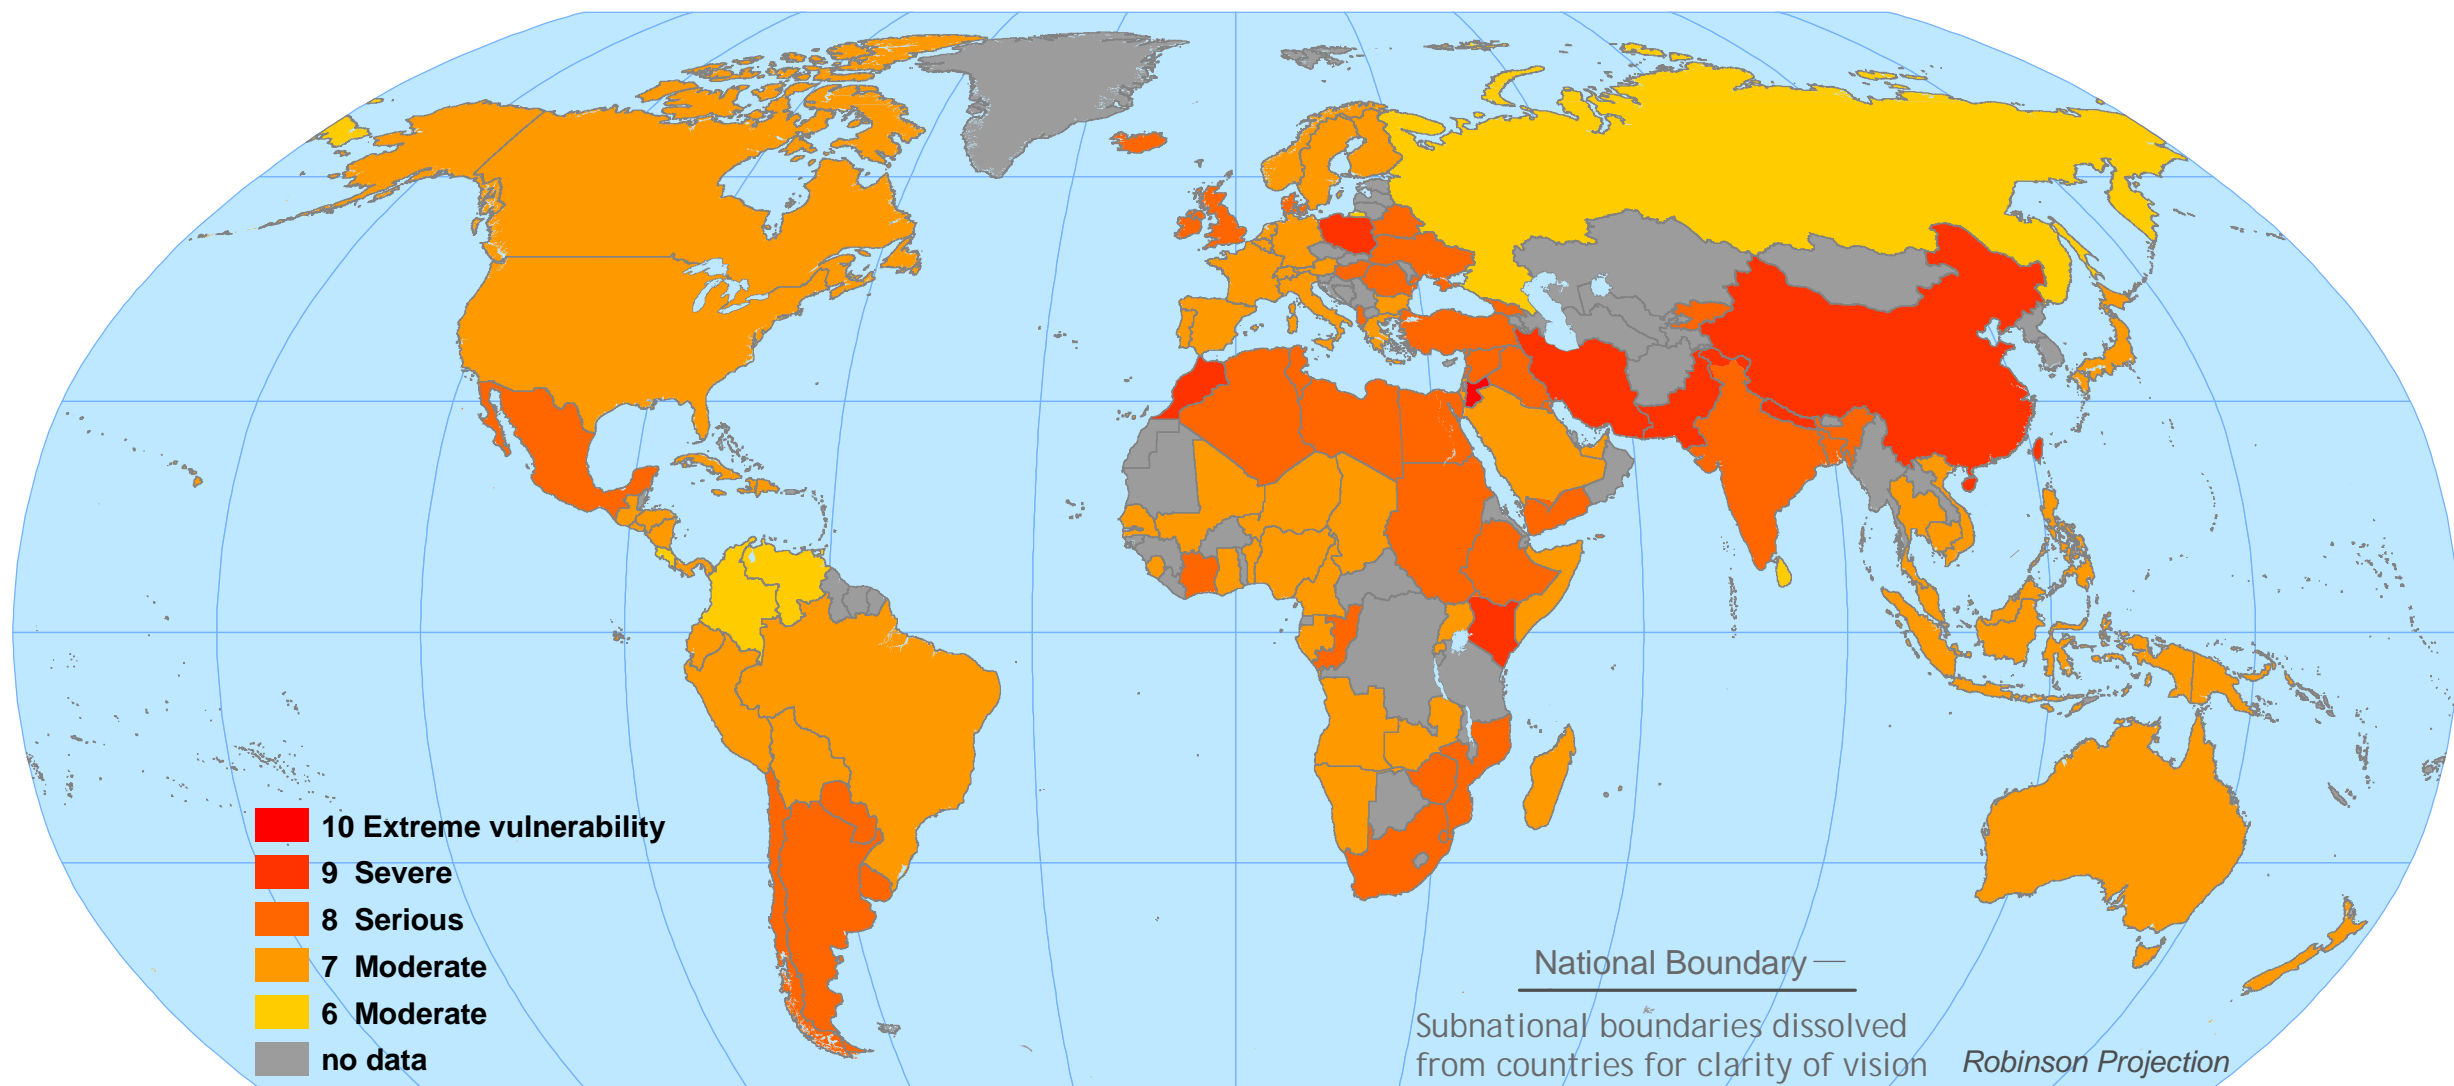 10 Extreme vulnerability
9 Severe
8 Serious
7 Moderate
6 Moderate
no data
National Boundary
Subnational boundaries dissolved
from countries for clarity of vision
Robinson Projection